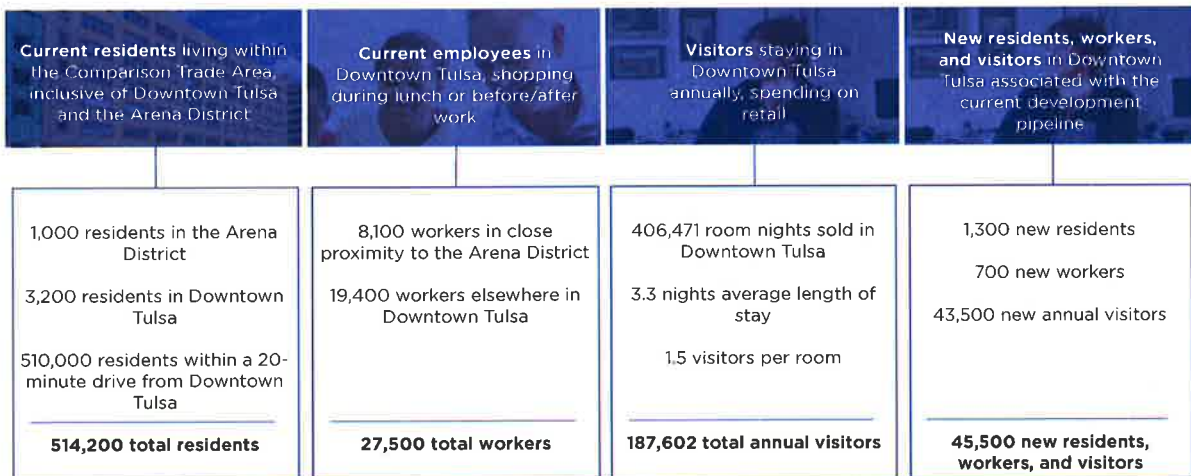 Current residents living within
the Comparison Trade Area,
inclusive of Downtown Tulsa
and the Arena District
Current employees in
Downtown Tulsa, shopping
during lunch or before/after
work
Visitors staying in
Downtown Tulsa
annually, spending on
retail
New residents, workers,
and visitors in Downtown
Tulsa associated with the
current development
pipeline
1,000 residents in the Arena
District
3,200 residents in Downtown
Tulsa
510,000 residents within a 20-
minute drive from Downtown
Tulsa
514,200 total residents
8,100 workers in close
proximity to the Arena District
19,400 workers elsewhere in
Downtown Tulsa
27,500 total workers
406,471 room nights sold in
Downtown Tulsa
3.3 nights average length of
stay
1.5 visitors per room
187,602 total annual visitors
1,300 new residents
700 new workers
43,500 new annual visitors
45,500 new residents,
workers, and visitors